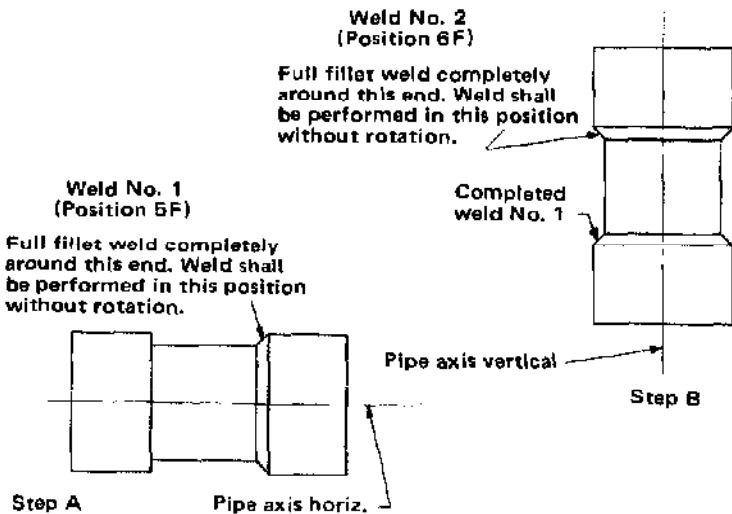 Weld No. 2
(Position 6F)
Full fillet weld completely
around this end. Weld shall
be performed in this position
without rotation.
Completed
weld No. 1
Pipe axis vertical
Step B
Weld No. 1
(Position 5F)
Full fillet weld completely
around this end. Weld shall
be performed in this position
without rotation.
Step A
Pipe axis horiz.